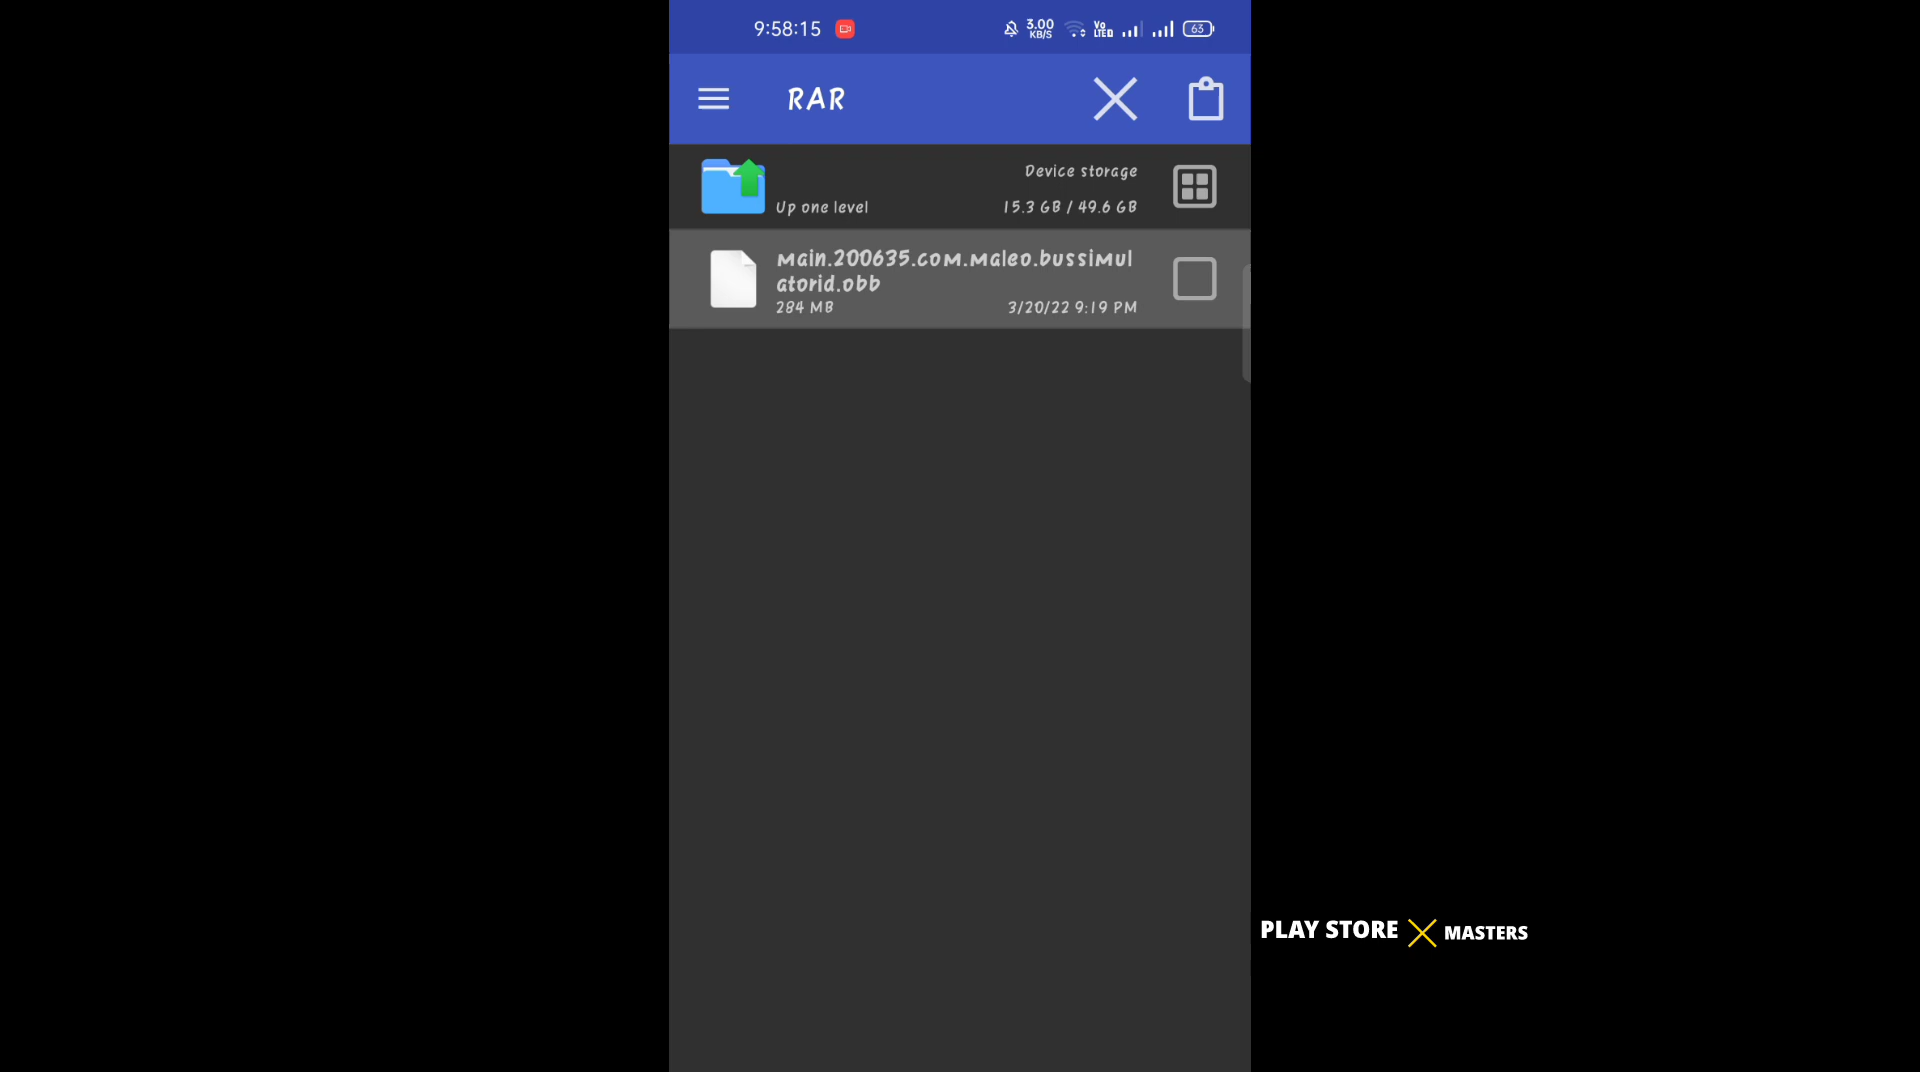 9:58:15
3.00
KB/S
Vo
LTE
63
RAR
Device storage
Up one level
15.3 GB / 49.6 GB
main.200635.com.maleo.bussimul
atorid.obb
284 MB
3/20/22 9:19 PM
PLAY STORE
MASTERS